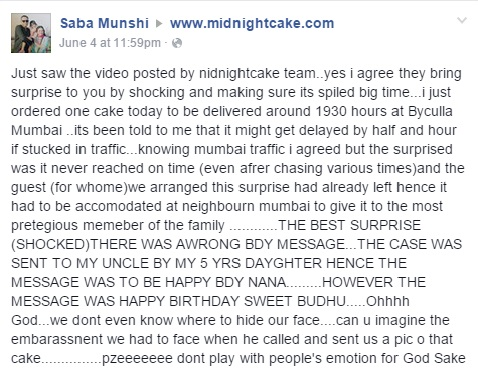 Saba Munshi ▶ www.midnightcake.com
June 4 at 11:59pm ·
Just saw the video posted by nidnightcake team..yes i agree they bring
surprise to you by shocking and making sure its spiled big time...i just
ordered one cake today to be delivered around 1930 hours at Byculla
Mumbai ..its been told to me that it might get delayed by half and hour
if stucked in traffic...knowing mumbai traffic i agreed but the surprised
was it never reached on time (even afrer chasing various times)and the
guest (for whome)we arranged this surprise had already left hence it
had to be accomodated at neighbourn mumbai to give it to the most
pretegious memeber of the family ............THE BEST SURPRISE
(SHOCKED)THERE WAS AWRONG BDY MESSAGE...THE CASE WAS
SENT TO MY UNCLE BY MY 5 YRS DAYGHTER HENCE THE
MESSAGE WAS TO BE HAPPY BDY NANA.........HOWEVER THE
MESSAGE WAS HAPPY BIRTHDAY SWEET BUDHU.....Ohhhh
God...we dont even know where to hide our face....can u imagine the
embarassnent we had to face when he called and sent us a pic o that
cake...............pzeeeeeee dont play with people's emotion for God Sake